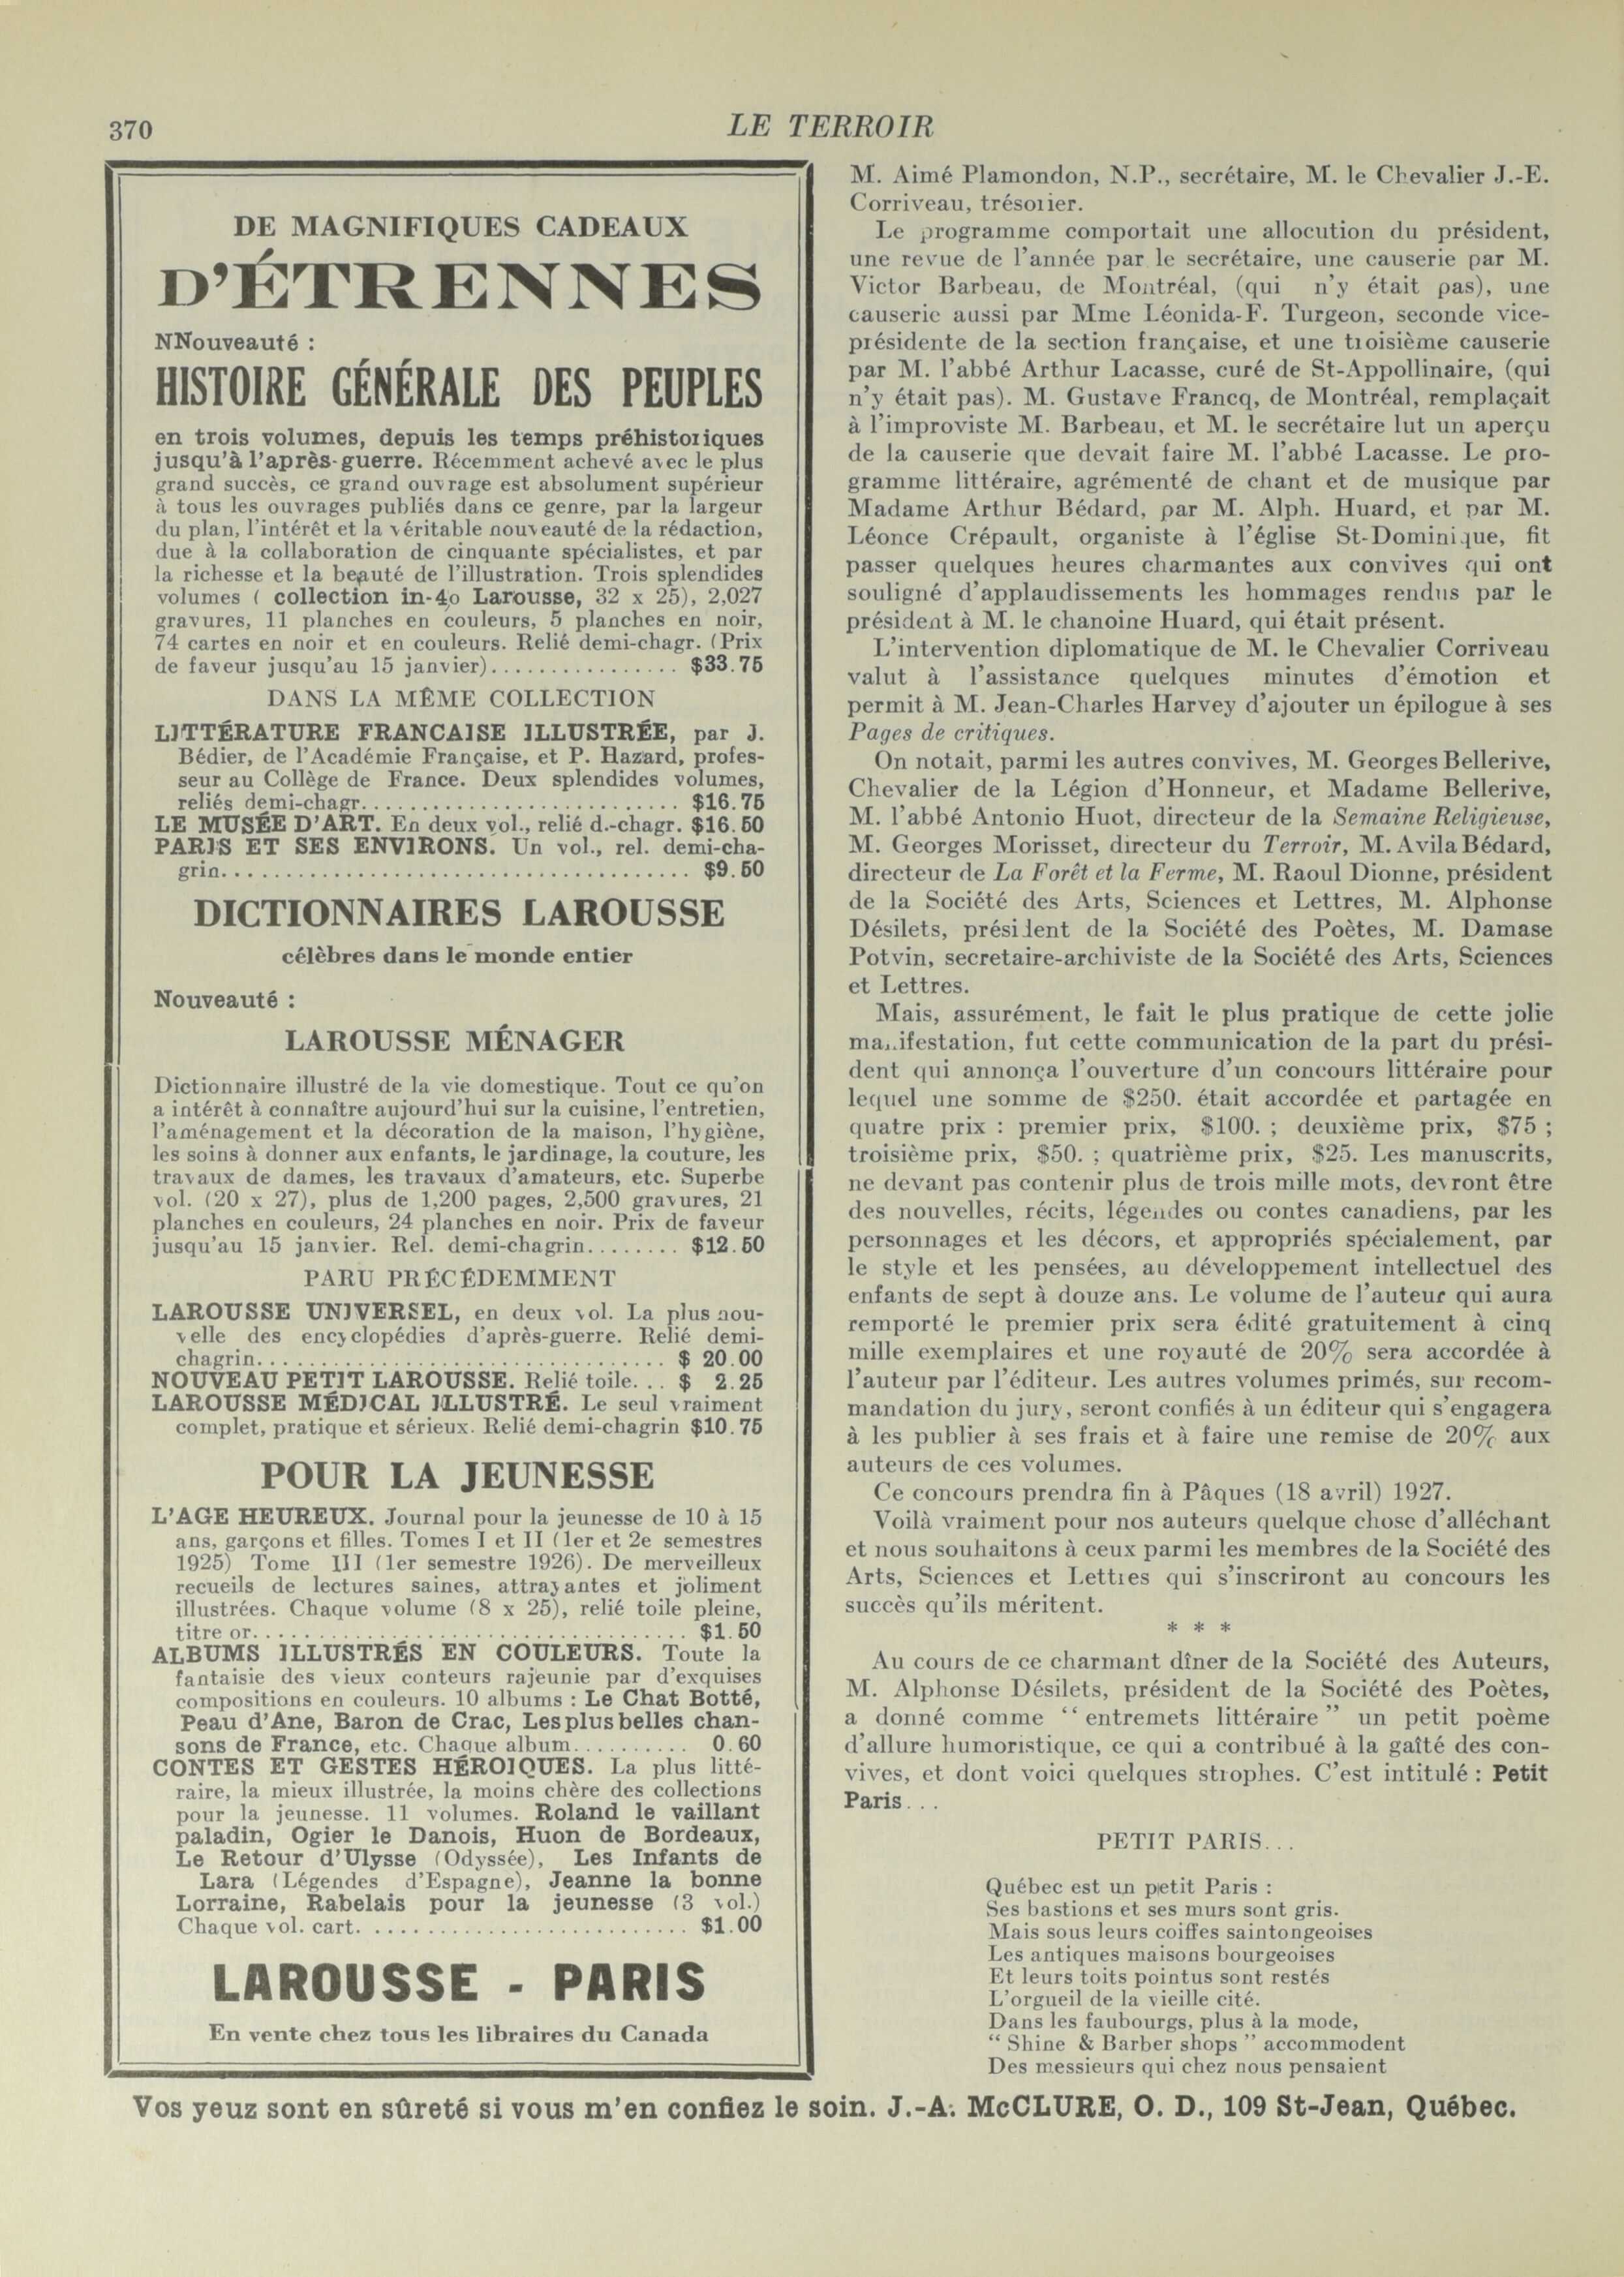 370
LE TERROIR
DE MAGNIFIQUES CADEAUX
D'ÉTRENNES
NNouveauté :
HISTOIRE GÉNÉRALE DES PEUPLES
en trois volumes, depuis les temps préhistoriques
jusqu'à l'après-guerre. Récemment achevé avec le plus
grand succès, ce grand ouvrage est absolument supérieur
à tous les ouvrages publiés dans ce genre, par la largeur
du plan, l'intérêt et la véritable nouveauté de la rédaction,
due à la collaboration de cinquante spécialistes, et par
la richesse et la beauté de l'illustration. Trois splendides
volumes ( collection in-4o Larousse, 32 x 25), 2,027
gravures, 11 planches en couleurs, 5 planches en noir,
74 cartes en noir et en couleurs. Relié demi-chagr. (Prix
de faveur jusqu'au 15 janvier)................ $33.75
DANS LA MÊME COLLECTION
LITTÉRATURE FRANCAISE ILLUSTRÉE, par J.
Bédier, de l'Académie Française, et P. Hazard, profes-
seur au Collège de France. Deux splendides volumes,
reliés demi-chagr........................... $16.75
LE MUSÉE D'ART. En deux vol., relié d.-chagr. $16.50
PARIS ET SES ENVIRONS. Un vol., rel. demi-cha-
grin....................................... $9.50
DICTIONNAIRES LAROUSSE
célèbres dans le monde entier
Nouveauté :
LAROUSSE MÉNAGER
Dictionnaire illustré de la vie domestique. Tout ce qu'on
a intérêt à connaître aujourd'hui sur la cuisine, l'entretien,
l'aménagement et la décoration de la maison, l'hygiène,
les soins à donner aux enfants, le jardinage, la couture, les
travaux de dames, les travaux d'amateurs, etc. Superbe
vol. (20 x 27), plus de 1,200 pages, 2,500 gravures, 21
planches en couleurs, 24 planches en noir. Prix de faveur
jusqu'au 15 janvier. Rel. demi-chagrin........ $12.50
PARU PRÉCÉDEMMENT
LAROUSSE UNIVERSEL, en deux vol. La plus nou-
velle des encyclopédies d'après-guerre. Relié demi-
chagrin.................................. $ 20.00
NOUVEAU PETIT LAROUSSE. Relié toile... $ 2.25
LAROUSSE MÉDICAL ILLUSTRÉ. Le seul vraiment
complet, pratique et sérieux. Relié demi-chagrin $10.75
POUR LA JEUNESSE
L'AGE HEUREUX. Journal pour la jeunesse de 10 à 15
ans, garçons et filles. Tomes I et II (1er et 2e semestres
1925) Tome III (1er semestre 1926). De merveilleux
recueils de lectures saines, attrayantes et joliment
illustrées. Chaque volume (8 x 25), relié toile pleine,
titre or.................................... $1.50
ALBUMS ILLUSTRÉS EN COULEURS. Toute la
fantaisie des vieux conteurs rajeunie par d'exquises
compositions en couleurs. 10 albums : Le Chat Botté,
Peau d'Ane, Baron de Crac, Les plus belles chan-
sons de France, etc. Chaque album.......... 0.60
CONTES ET GESTES HÉROIQUES. La plus litté-
raire, la mieux illustrée, la moins chère des collections
pour la jeunesse. 11 volumes. Roland le vaillant
paladin, Ogier le Danois, Huon de Bordeaux,
Le Retour d'Ulysse (Odyssée), Les Infants de
Lara (Légendes d'Espagne), Jeanne la bonne
Lorraine, Rabelais pour la jeunesse (3 vol.)
Chaque vol. cart. .......................... $1.00
LAROUSSE - PARIS
En vente chez tous les libraires du Canada
M. Aimé Plamondon, N.P., secrétaire, M. le Chevalier J.-E.
Corriveau, trésorier.
Le programme comportait une allocution du président,
une revue de l'année par le secrétaire, une causerie par M.
Victor Barbeau, de Montréal, (qui n'y était pas), une
causerie aussi par Mme Léonida-F. Turgeon, seconde vice-
présidente de la section française, et une troisième causerie
par M. l'abbé Arthur Lacasse, curé de St-Appollinaire, (qui
n'y était pas). M. Gustave Francq, de Montréal, remplaçait
à l'improviste M. Barbeau, et M. le secrétaire lut un aperçu
de la causerie que devait faire M. l'abbé Lacasse. Le pro-
gramme littéraire, agrémenté de chant et de musique par
Madame Arthur Bédard, par M. Alph. Huard, et par M.
Léonce Crépault, organiste à l'église St-Dominique, fit
passer quelques heures charmantes aux convives qui ont
souligné d'applaudissements les hommages rendus par le
président à M. le chanoine Huard, qui était présent.
L'intervention diplomatique de M. le Chevalier Corriveau
valut à l'assistance quelques minutes d'émotion et
permit à M. Jean-Charles Harvey d'ajouter un épilogue à ses
Pages de critiques.
On notait, parmi les autres convives, M. Georges Bellerive,
Chevalier de la Légion d'Honneur, et Madame Bellerive,
M. l'abbé Antonio Huot, directeur de la Semaine Religieuse,
M. Georges Morisset, directeur du Terroir, M. Avila Bédard,
directeur de La Forêt et la Ferme, M. Raoul Dionne, président
de la Société des Arts, Sciences et Lettres, M. Alphonse
Désilets, président de la Société des Poètes, M. Damase
Potvin, secretaire-archiviste de la Société des Arts, Sciences
et Lettres.
Mais, assurément, le fait le plus pratique de cette jolie
manifestation, fut cette communication de la part du prési-
dent qui annonça l'ouverture d'un concours littéraire pour
lequel une somme de $250. était accordée et partagée en
quatre prix : premier prix, $100. ; deuxième prix, $75 ;
troisième prix, $50. ; quatrième prix, $25. Les manuscrits,
ne devant pas contenir plus de trois mille mots, devront être
des nouvelles, récits, légendes ou contes canadiens, par les
personnages et les décors, et appropriés spécialement, par
le style et les pensées, au développement intellectuel des
enfants de sept à douze ans. Le volume de l'auteur qui aura
remporté le premier prix sera édité gratuitement à cinq
mille exemplaires et une royauté de 20% sera accordée à
l'auteur par l'éditeur. Les autres volumes primés, sur recom-
mandation du jury, seront confiés à un éditeur qui s'engagera
à les publier à ses frais et à faire une remise de 20% aux
auteurs de ces volumes.
Ce concours prendra fin à Pâques (18 avril) 1927.
Voilà vraiment pour nos auteurs quelque chose d'alléchant
et nous souhaitons à ceux parmi les membres de la Société des
Arts, Sciences et Lettres qui s'inscriront au concours les
succès qu'ils méritent.
* * *
Au cours de ce charmant dîner de la Société des Auteurs,
M. Alphonse Désilets, président de la Société des Poètes,
a donné comme "entremets littéraire" un petit poème
d'allure humoristique, ce qui a contribué à la gaîté des con-
vives, et dont voici quelques strophes. C'est intitulé : Petit
Paris...
PETIT PARIS...
Québec est un petit Paris :
Ses bastions et ses murs sont gris.
Mais sous leurs coiffes saintongeoises
Les antiques maisons bourgeoises
Et leurs toits pointus sont restés
L'orgueil de la vieille cité.
Dans les faubourgs, plus à la mode,
" Shine & Barber shops " accommodent
Des messieurs qui chez nous pensaient
Vos yeuz sont en sûreté si vous m'en confiez le soin. J.-A. McCLURE, O. D., 109 St-Jean, Québec.